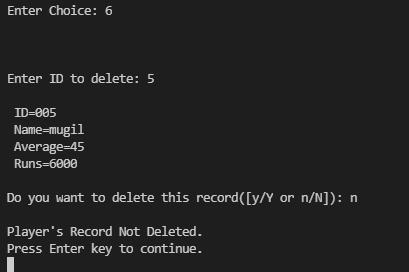 Enter Choice: 6
Enter ID to delete: 5
ID=005
Name=mugil
Average=45
Runs=6000
Do you want to delete this record([y/Y or n/N]): n
Player's Record Not Deleted.
Press Enter key to continue.